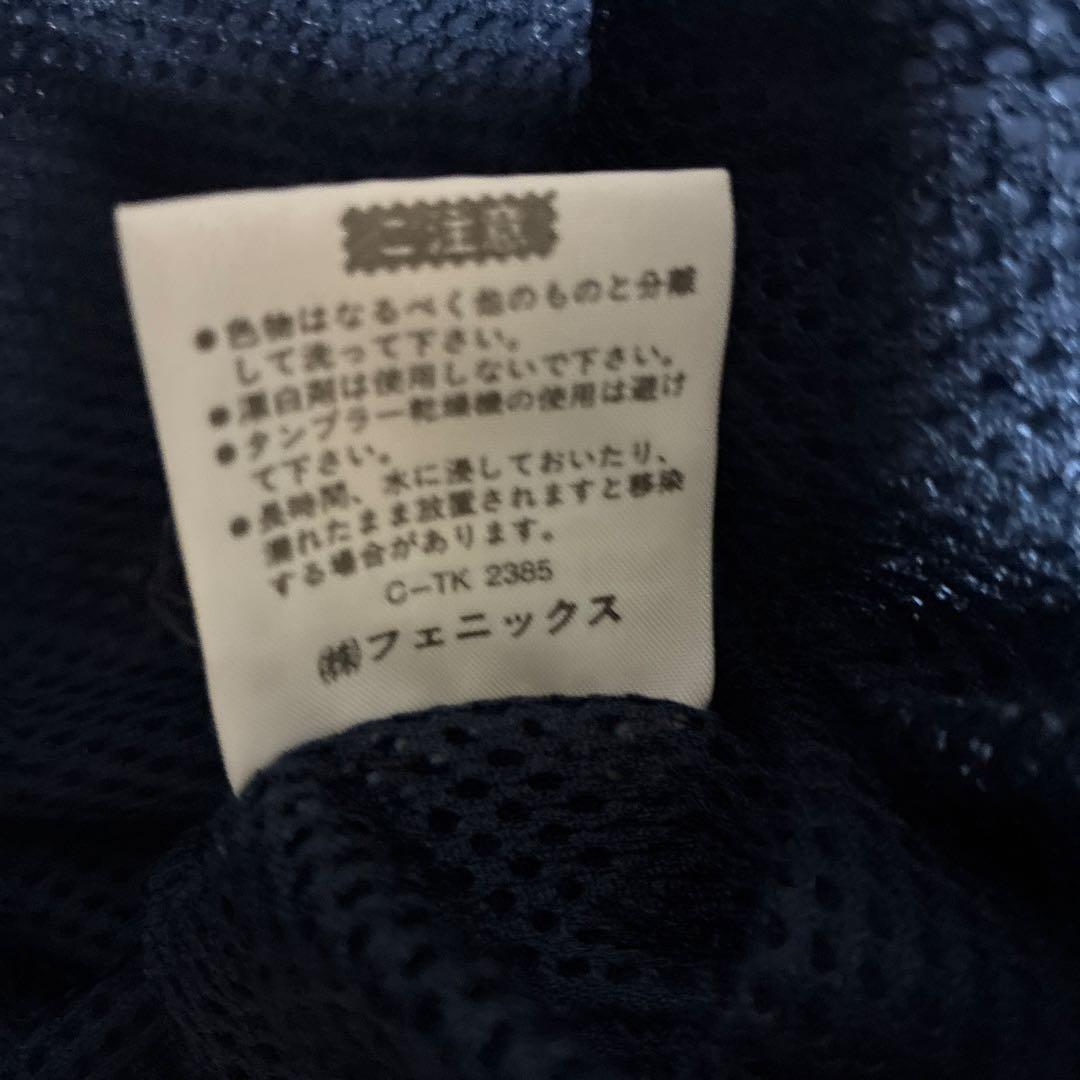 ご注意
●色物はなるべく他のものと分離
して洗って下さい。
●漂白剤は使用しないで下さい。
●タンブラー乾燥機の使用は避け
て下さい。
●長時間、水に浸しておいたり、
濡れたまま放置されますと移染
する場合があります。
C-TK 2385
㈱フェニックス